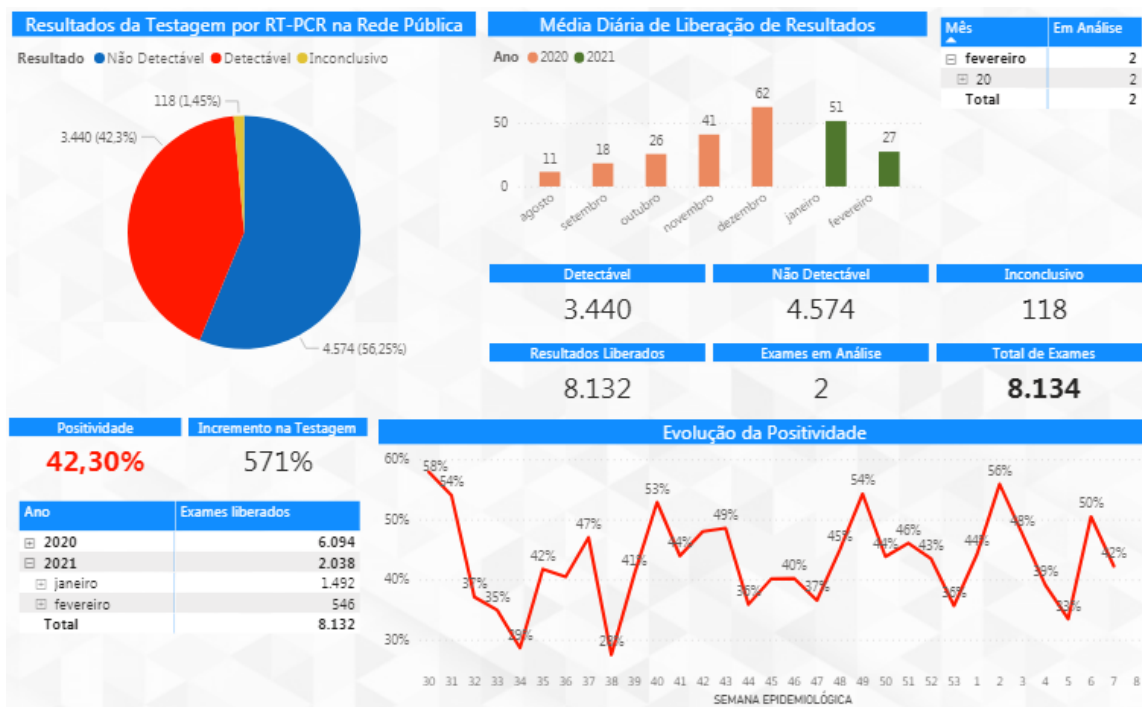 Resultados da Testagem por RT-PCR na Rede Pública
Resultado Não Detectável Detectável Inconclusivo
118 (1,45%)
3.440 (42,3%)
4.574 (56,25%)
Média Diária de Liberação de Resultados
Ano 2020 2021
50
0
11
18
26
41
62
51
27
agosto
setembro
outubro
novembro
dezembro
janeiro
fevereiro
Mês Em Análise
fevereiro 2
20 2
Total 2
Detectável Não Detectável Inconclusivo
3.440 4.574 118
Resultados Liberados Exames em Análise Total de Exames
8.132 2 8.134
Positividade Incremento na Testagem
42,30% 571%
Ano Exames liberados
2020 6.094
2021 2.038
janeiro 1.492
fevereiro 546
Total 8.132
Evolução da Positividade
60%
50%
40%
30%
58% 54% 37% 35% 29% 42% 47% 28% 41% 53% 44% 49% 36% 46% 40% 37% 45% 54% 44% 46% 43% 36% 44% 56% 48% 39% 33% 50% 42%
30 31 32 33 34 35 36 37 38 39 40 41 42 43 44 45 46 47 48 49 50 51 52 53 1 2 3 4 5 6 7 8
SEMANA EPIDEMIOLÓGICA